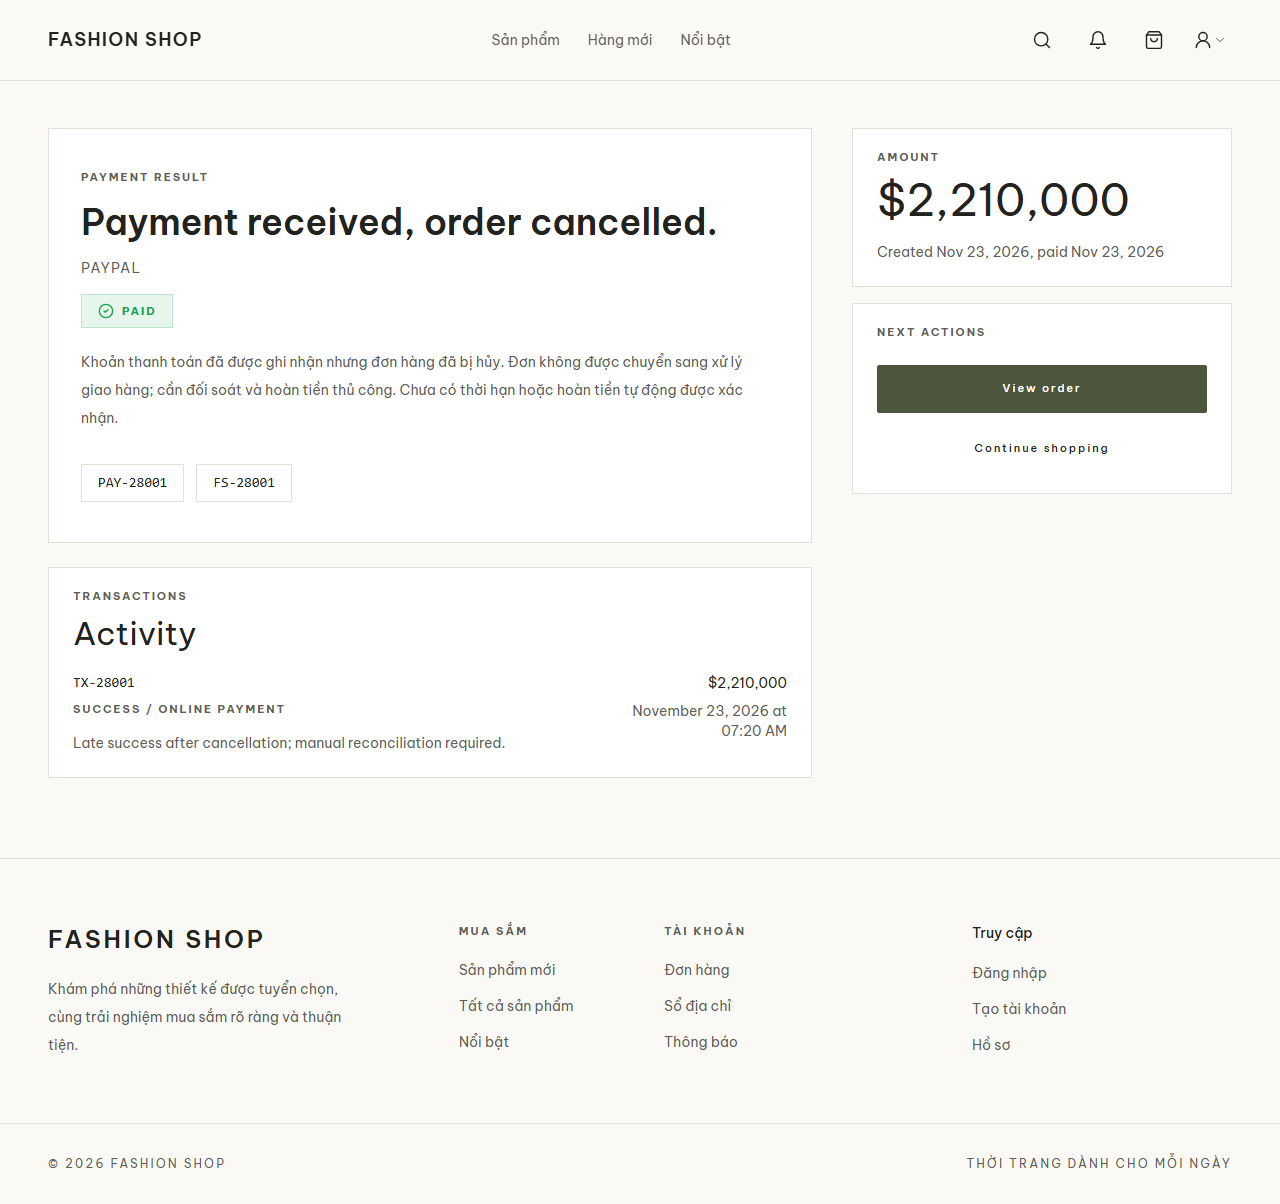 FASHION SHOP
Sản phẩm
Hàng mới
Nổi bật
PAYMENT RESULT
Payment received, order cancelled.
PAYPAL
PAID
Khoản thanh toán đã được ghi nhận nhưng đơn hàng đã bị hủy. Đơn không được chuyển sang xử lý
giao hàng; cần đối soát và hoàn tiền thủ công. Chưa có thời hạn hoặc hoàn tiền tự động được xác
nhận.
PAY-28001
FS-28001
AMOUNT
$2,210,000
Created Nov 23, 2026, paid Nov 23, 2026
NEXT ACTIONS
View order
Continue shopping
TRANSACTIONS
Activity
TX-28001
$2,210,000
SUCCESS / ONLINE PAYMENT
November 23, 2026 at
07:20 AM
Late success after cancellation; manual reconciliation required.
FASHION SHOP
Khám phá những thiết kế được tuyển chọn,
cùng trải nghiệm mua sắm rõ ràng và thuận
tiện.
MUA SẮM
Sản phẩm mới
Tất cả sản phẩm
Nổi bật
TÀI KHOẢN
Đơn hàng
Sổ địa chỉ
Thông báo
Truy cập
Đăng nhập
Tạo tài khoản
Hồ sơ
© 2026 FASHION SHOP
THỜI TRANG DÀNH CHO MỖI NGÀY